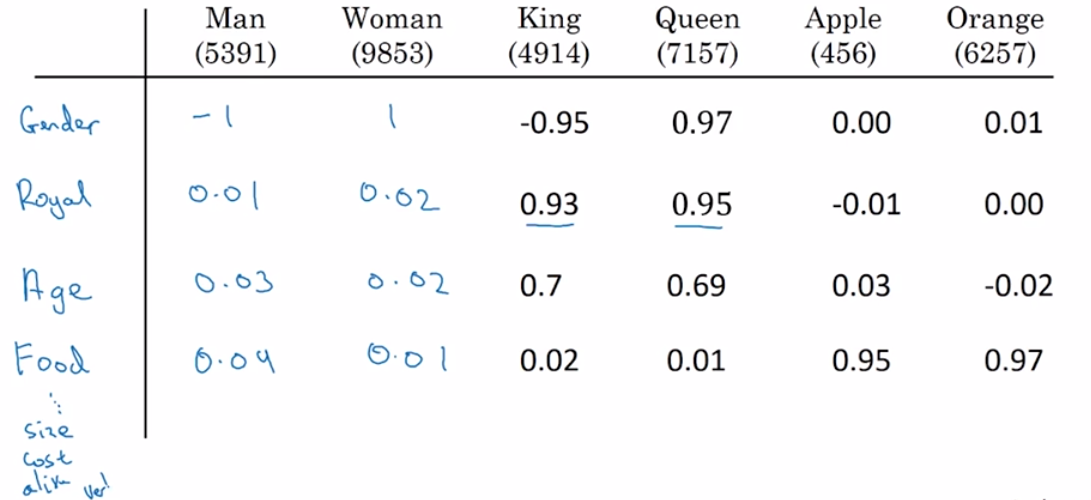 Man Woman King Queen Apple Orange
(5391) (9853) (4914) (7157) (456) (6257)
Gender -1 1 -0.95 0.97 0.00 0.01
Royal 0.01 0.02 0.93 0.95 -0.01 0.00
Age 0.03 0.02 0.7 0.69 0.03 -0.02
Food 0.04 0.01 0.02 0.01 0.95 0.97
size
cost